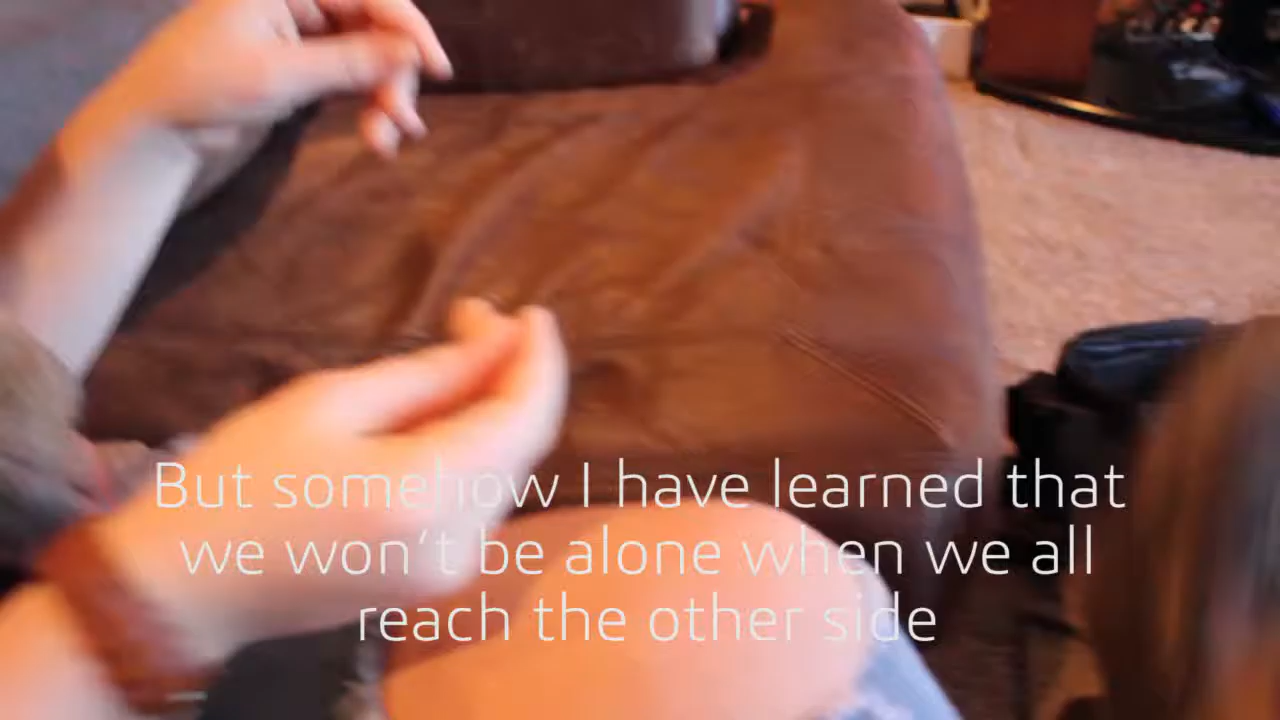 But somehow I have learned that
we won't be alone when we all
reach the other side